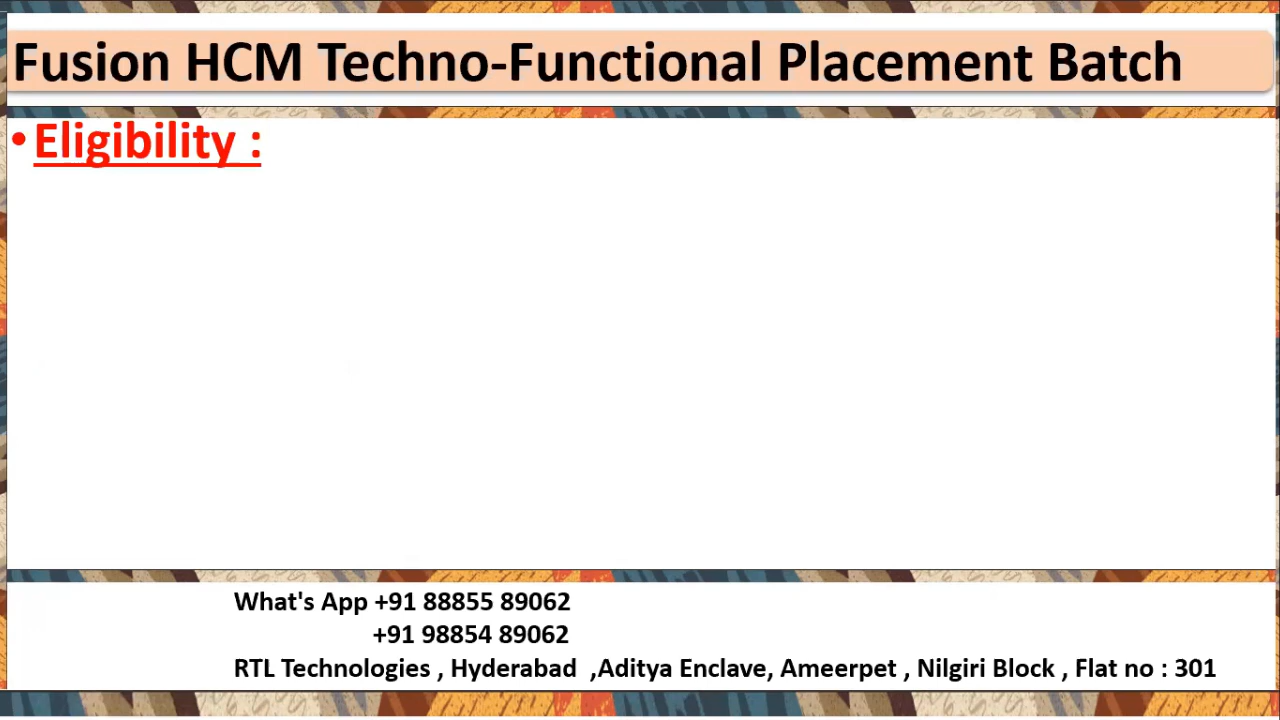 Fusion HCM Techno-Functional Placement Batch
• Eligibility :
What's App +91 88855 89062
+91 98854 89062
RTL Technologies , Hyderabad ,Aditya Enclave, Ameerpet , Nilgiri Block , Flat no : 301